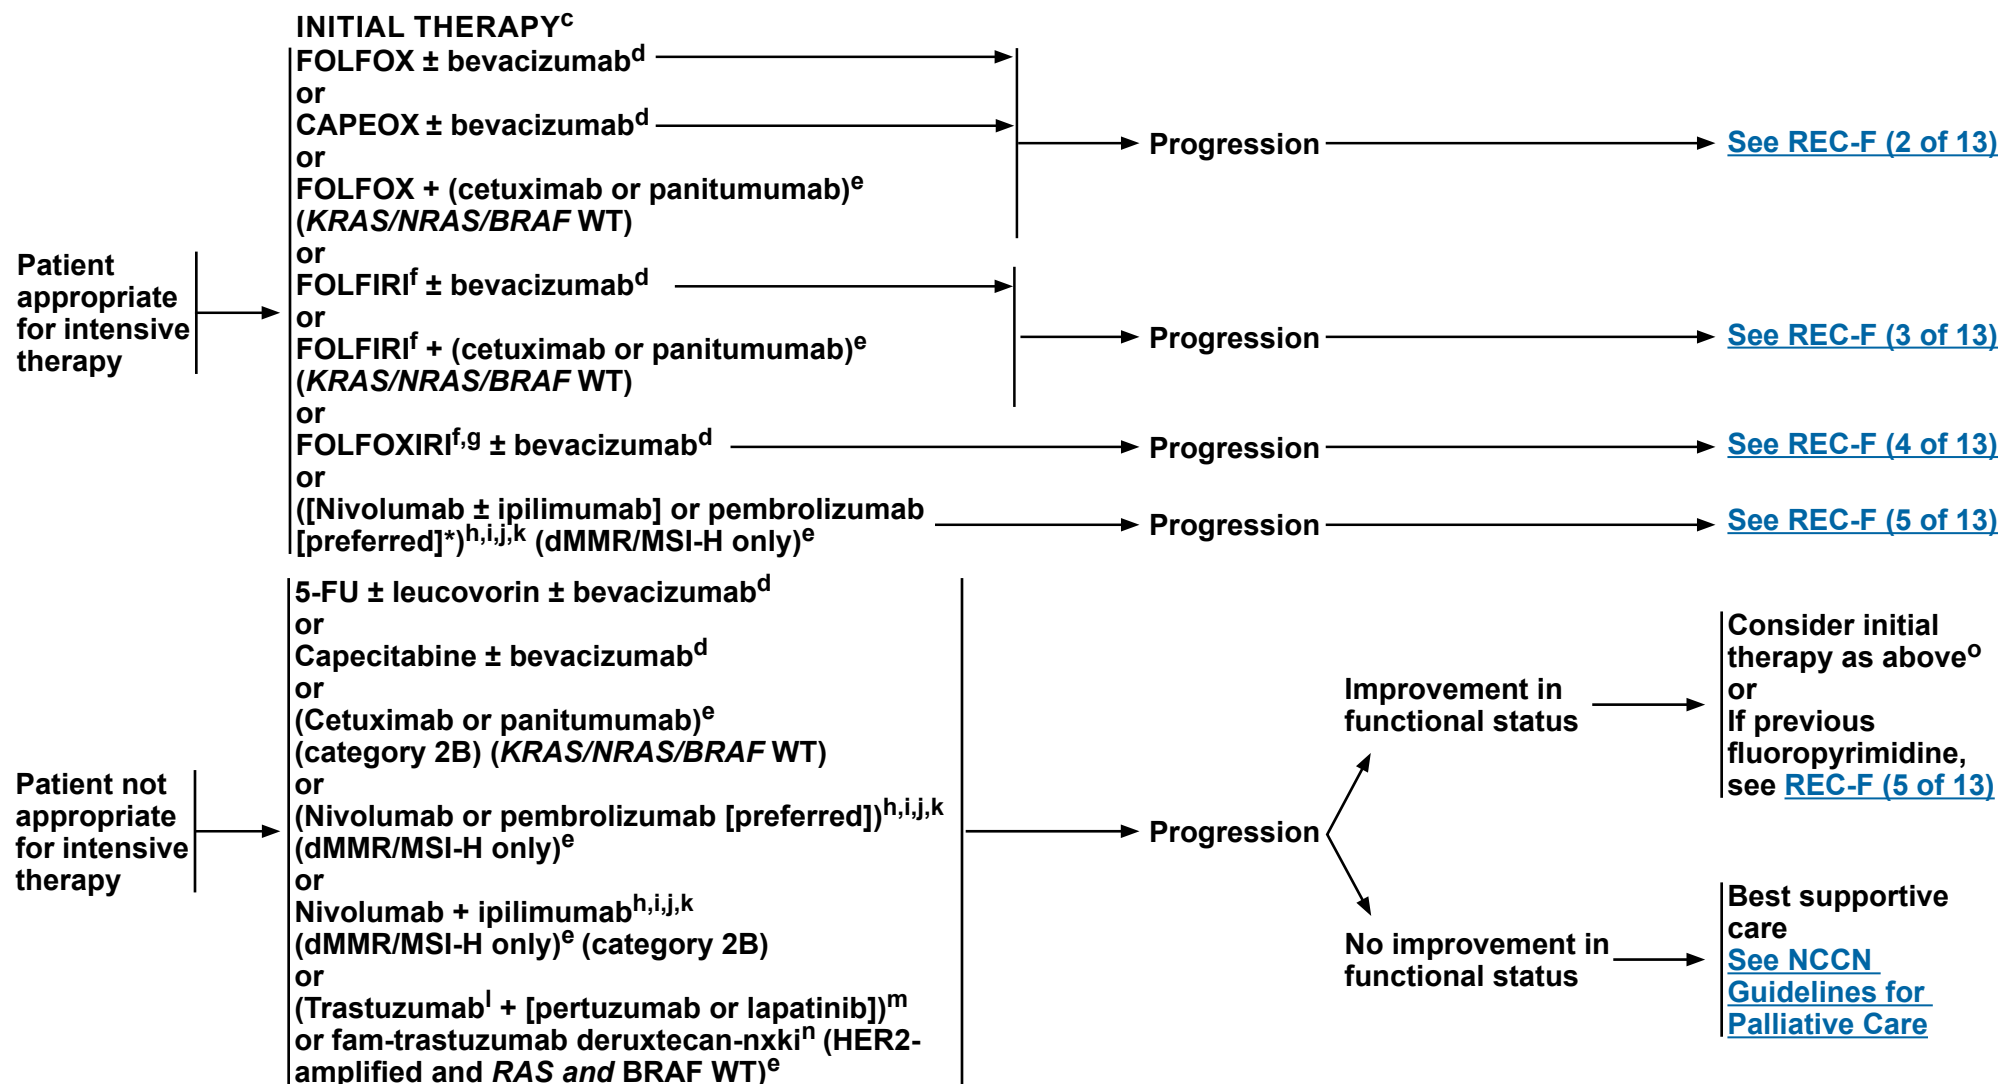 INITIAL THERAPYᶜ
FOLFOX ± bevacizumabᵈ
or
CAPEOX ± bevacizumabᵈ
or
FOLFOX + (cetuximab or panitumumab)ᵉ
(KRAS/NRAS/BRAF WT)
or
FOLFIRIᶠ ± bevacizumabᵈ
or
FOLFIRIᶠ + (cetuximab or panitumumab)ᵉ
(KRAS/NRAS/BRAF WT)
or
FOLFOXIRIᶠ,ᵍ ± bevacizumabᵈ
or
([Nivolumab ± ipilimumab] or pembrolizumab
[preferred]*)ʰ,ⁱ,ʲ,ᵏ (dMMR/MSI-H only)ᵉ
Patient
appropriate
for intensive
therapy
Progression
See REC-F (2 of 13)
Progression
See REC-F (3 of 13)
Progression
See REC-F (4 of 13)
Progression
See REC-F (5 of 13)
Patient not
appropriate
for intensive
therapy
5-FU ± leucovorin ± bevacizumabᵈ
or
Capecitabine ± bevacizumabᵈ
or
(Cetuximab or panitumumab)ᵉ
(category 2B) (KRAS/NRAS/BRAF WT)
or
(Nivolumab or pembrolizumab [preferred])ʰ,ⁱ,ʲ,ᵏ
(dMMR/MSI-H only)ᵉ
or
Nivolumab + ipilimumabʰ,ⁱ,ʲ,ᵏ
(dMMR/MSI-H only)ᵉ (category 2B)
or
(Trastuzumabˡ + [pertuzumab or lapatinib])ᵐ
or fam-trastuzumab deruxtecan-nxkiⁿ (HER2-
amplified and RAS and BRAF WT)ᵉ
Progression
Improvement in
functional status
Consider initial
therapy as aboveᵒ
or
If previous
fluoropyrimidine,
see REC-F (5 of 13)
No improvement in
functional status
Best supportive
care
See NCCN
Guidelines for
Palliative Care